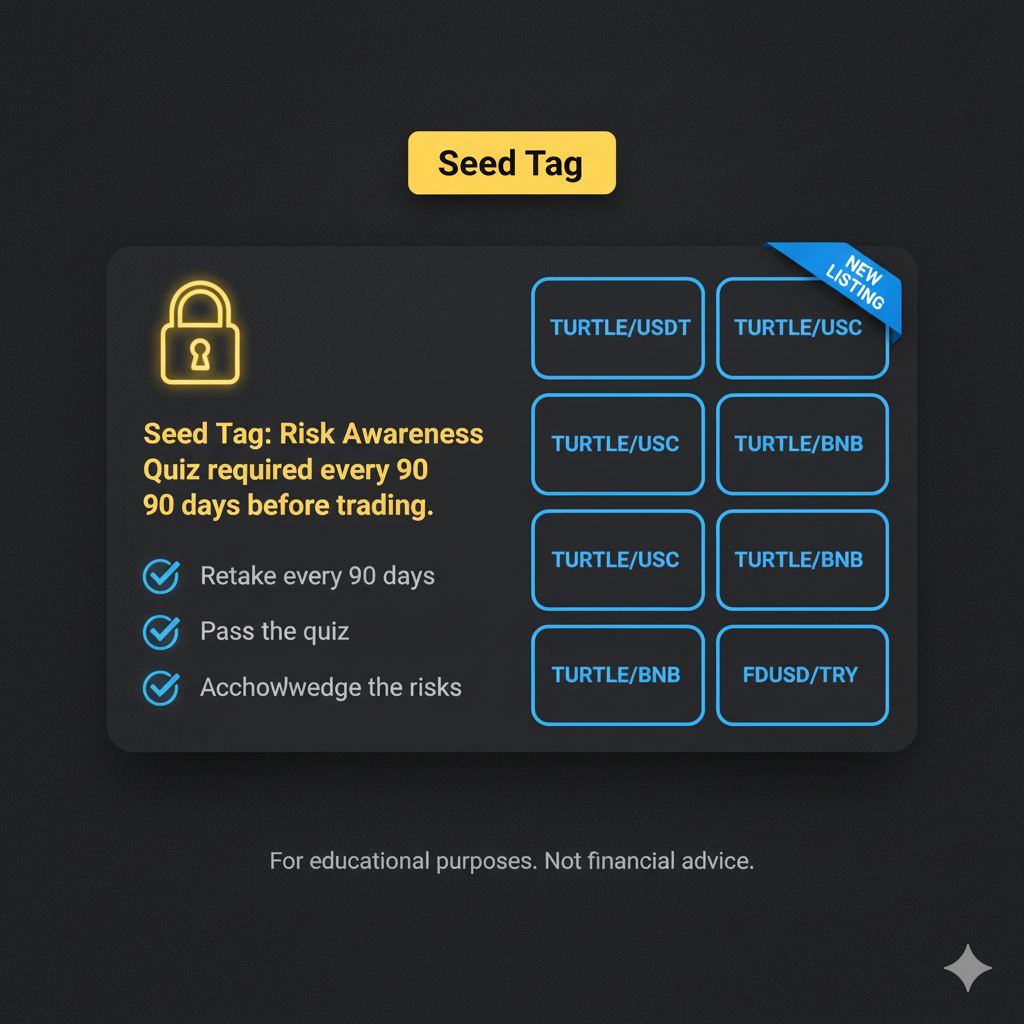 Seed Tag
NEW
LISTING
Seed Tag: Risk Awareness
Quiz required every 90
90 days before trading.
Retake every 90 days
Pass the quiz
Acchowlwedge the risks
TURTLE/USDT
TURTLE/USC
TURTLE/USC
TURTLE/BNB
TURTLE/USC
TURTLE/BNB
TURTLE/BNB
FDUSD/TRY
For educational purposes. Not financial advice.